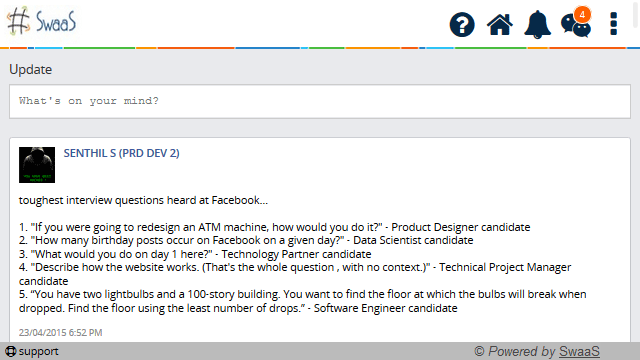 SwaaS
4
Update
What's on your mind?
SENTHIL S (PRD DEV 2)
toughest interview questions heard at Facebook...
1. "If you were going to redesign an ATM machine, how would you do it?" - Product Designer candidate
2. "How many birthday posts occur on Facebook on a given day?" - Data Scientist candidate
3. "What would you do on day 1 here?" - Technology Partner candidate
4. "Describe how the website works. (That's the whole question , with no context.)" - Technical Project Manager
candidate
5. “You have two lightbulbs and a 100-story building. You want to find the floor at which the bulbs will break when
dropped. Find the floor using the least number of drops.” - Software Engineer candidate
23/04/2015 6:52 PM
support
© Powered by SwaaS